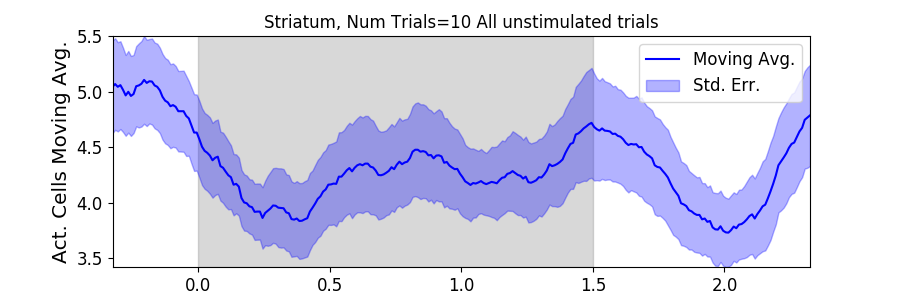 Striatum, Num Trials=10 All unstimulated trials
Act. Cells Moving Avg.
5.5
5.0
4.5
4.0
3.5
Moving Avg.
Std. Err.
0.0 0.5 1.0 1.5 2.0